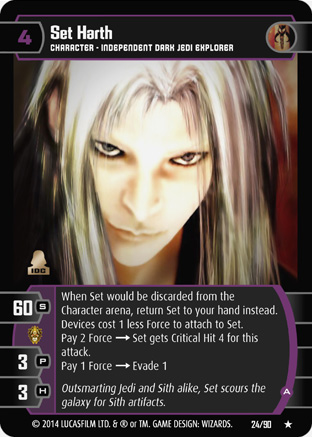 4
Set Harth
CHARACTER - INDEPENDENT DARK JEDI EXPLORER
IDC
60 S
When Set would be discarded from the
Character arena, return Set to your hand instead.
Devices cost 1 less Force to attach to Set.
Pay 2 Force → Set gets Critical Hit 4 for this
attack.
3 P
Pay 1 Force → Evade 1
3 H
Outsmarting Jedi and Sith alike, Set scours the
galaxy for Sith artifacts.
A
© 2014 LUCASFILM LTD. & ® or TM. GAME DESIGN: WIZARDS. 24/90 ★